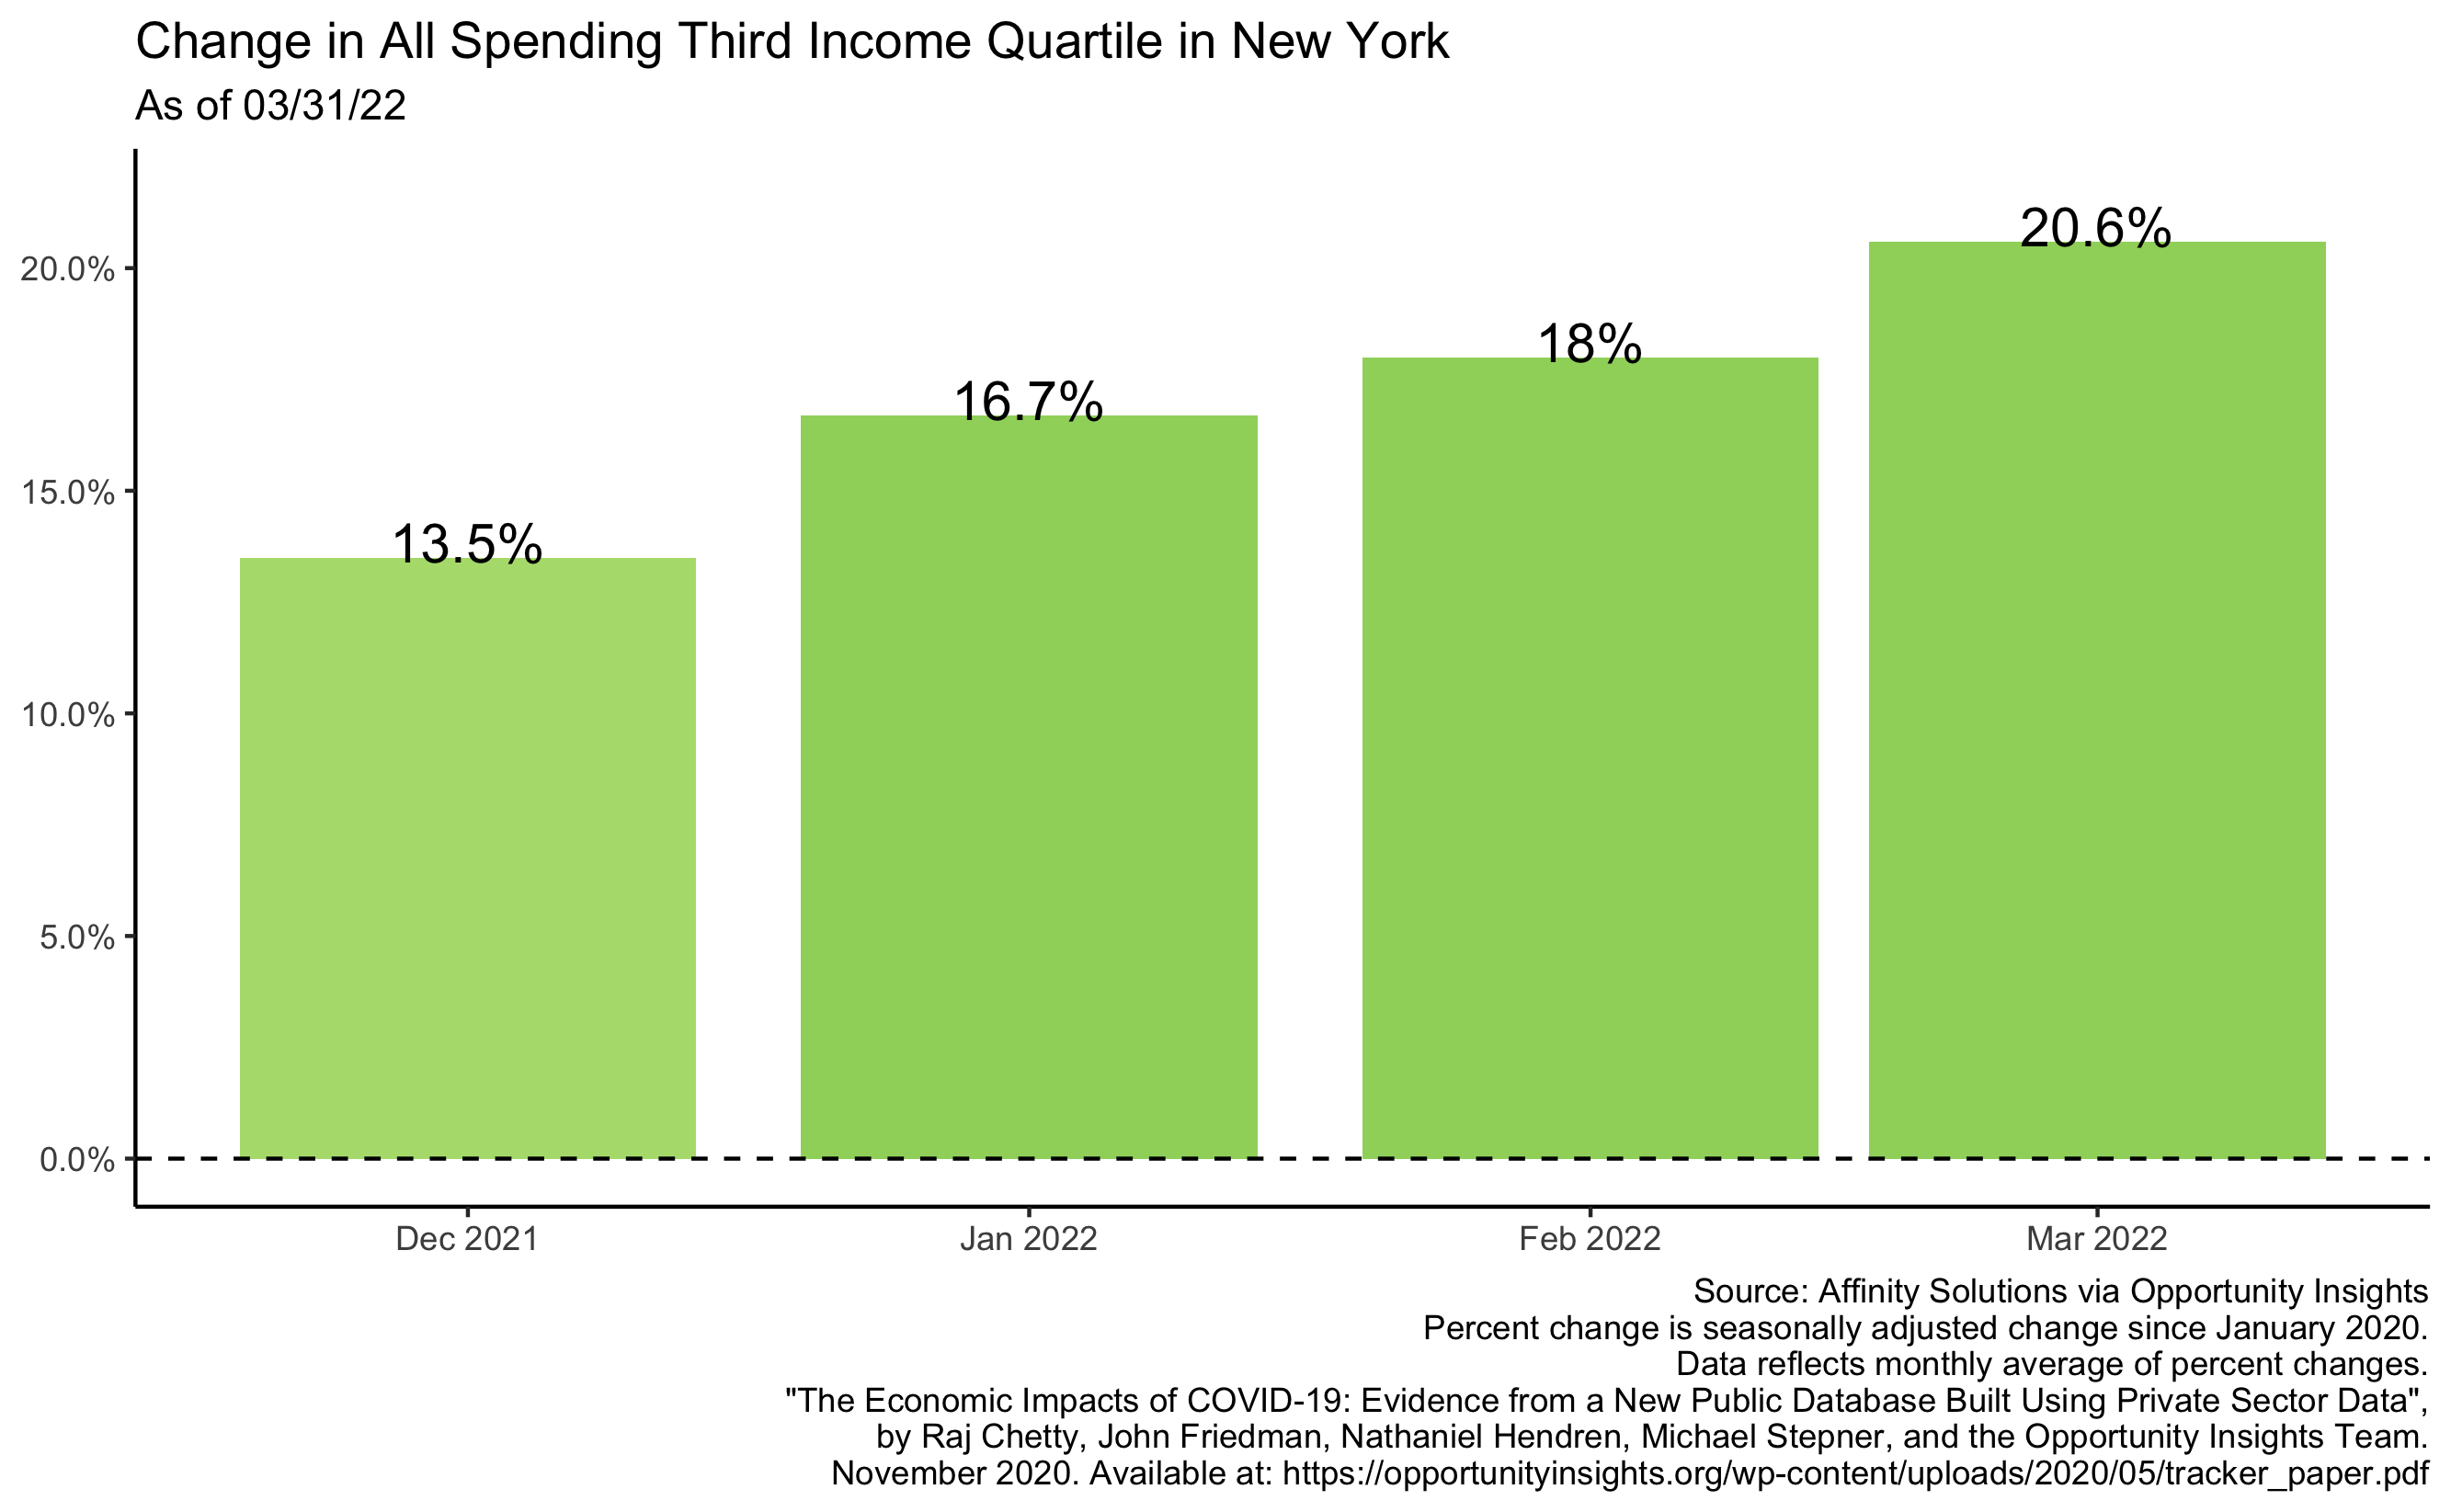 Change in All Spending Third Income Quartile in New York
As of 03/31/22
20.6%
20.0%
18%
16.7%
15.0%
13.5%
10.0%
5.0%
0.0%
Dec 2021 Jan 2022 Feb 2022 Mar 2022
Source: Affinity Solutions via Opportunity Insights
Percent change is seasonally adjusted change since January 2020.
Data reflects monthly average of percent changes.
"The Economic Impacts of COVID-19: Evidence from a New Public Database Built Using Private Sector Data",
by Raj Chetty, John Friedman, Nathaniel Hendren, Michael Stepner, and the Opportunity Insights Team.
November 2020. Available at: https://opportunityinsights.org/wp-content/uploads/2020/05/tracker_paper.pdf